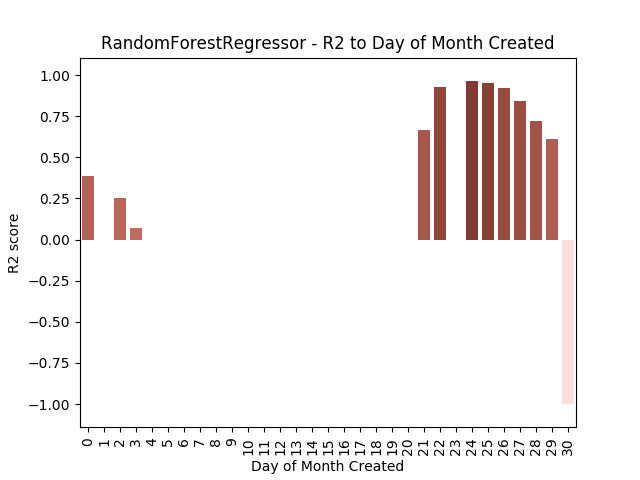 RandomForestRegressor - R2 to Day of Month Created
1.00
0.75
0.50
0.25
0.00
−0.25
−0.50
−0.75
−1.00
R2 score
0 1 2 3 4 5 6 7 8 9 10 11 12 13 14 15 16 17 18 19 20 21 22 23 24 25 26 27 28 29 30
Day of Month Created